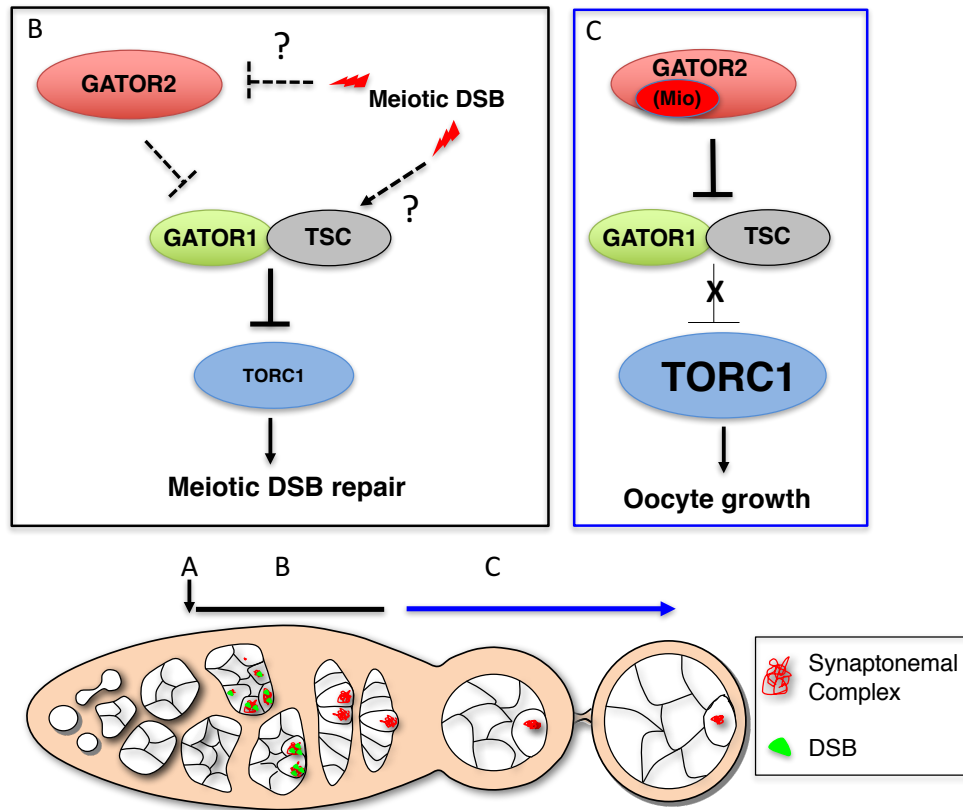 B
?
GATOR2
Meiotic DSB
?
GATOR1
TSC
TORC1
Meiotic DSB repair
C
GATOR2
(Mio)
GATOR1
TSC
X
TORC1
Oocyte growth
A
B
C
Synaptonemal
Complex
DSB